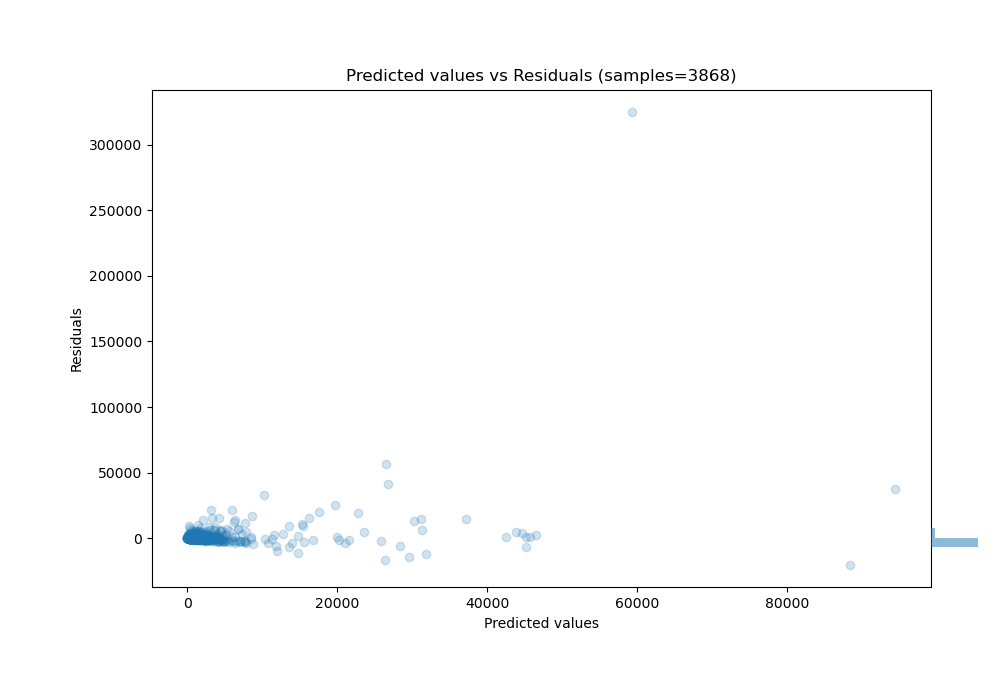 Predicted values vs Residuals (samples=3868)
300000
250000
200000
150000
100000
50000
0
Residuals
0 20000 40000 60000 80000
Predicted values